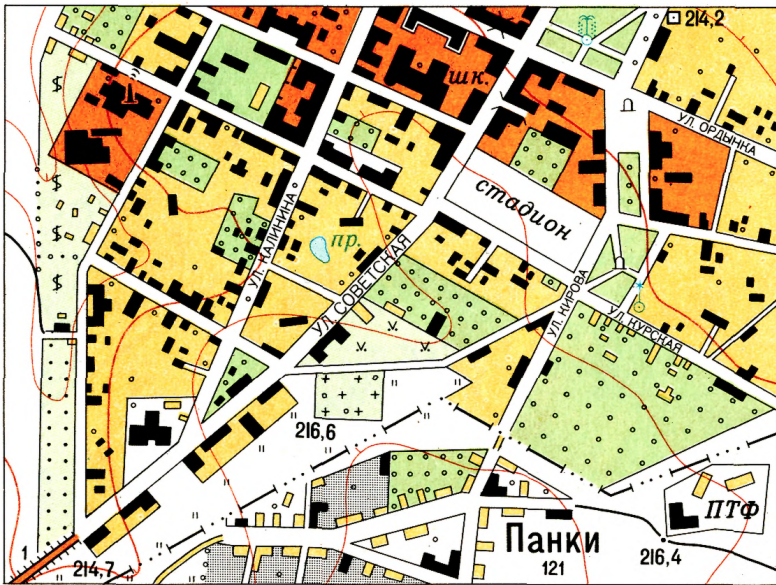 214,2
шк.
УЛ. ОРДЫНКА
стадион
УЛ. КАЛИНИНА
пр.
УЛ. СОВЕТСКАЯ
УЛ. КИРОВА
УЛ. КУРСКАЯ
216,6
ПТФ
Панки
121
216,4
1
214,7